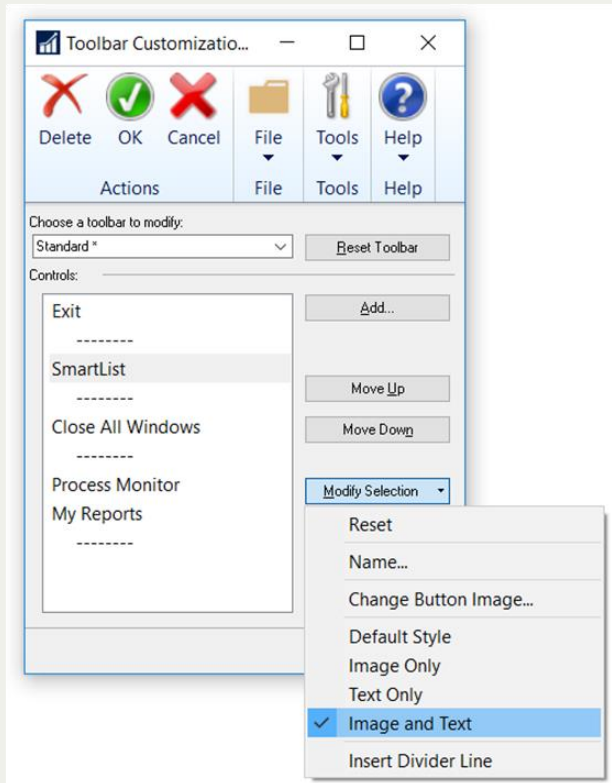 Toolbar Customizatio...
Delete OK Cancel File Tools Help
Actions File Tools Help
Choose a toolbar to modify:
Standard * Reset Toolbar
Controls:
Exit Add...
--------
SmartList
-------- Move Up
Close All Windows Move Down
--------
Process Monitor Modify Selection
My Reports
--------
Reset
Name...
Change Button Image...
Default Style
Image Only
Text Only
Image and Text
Insert Divider Line